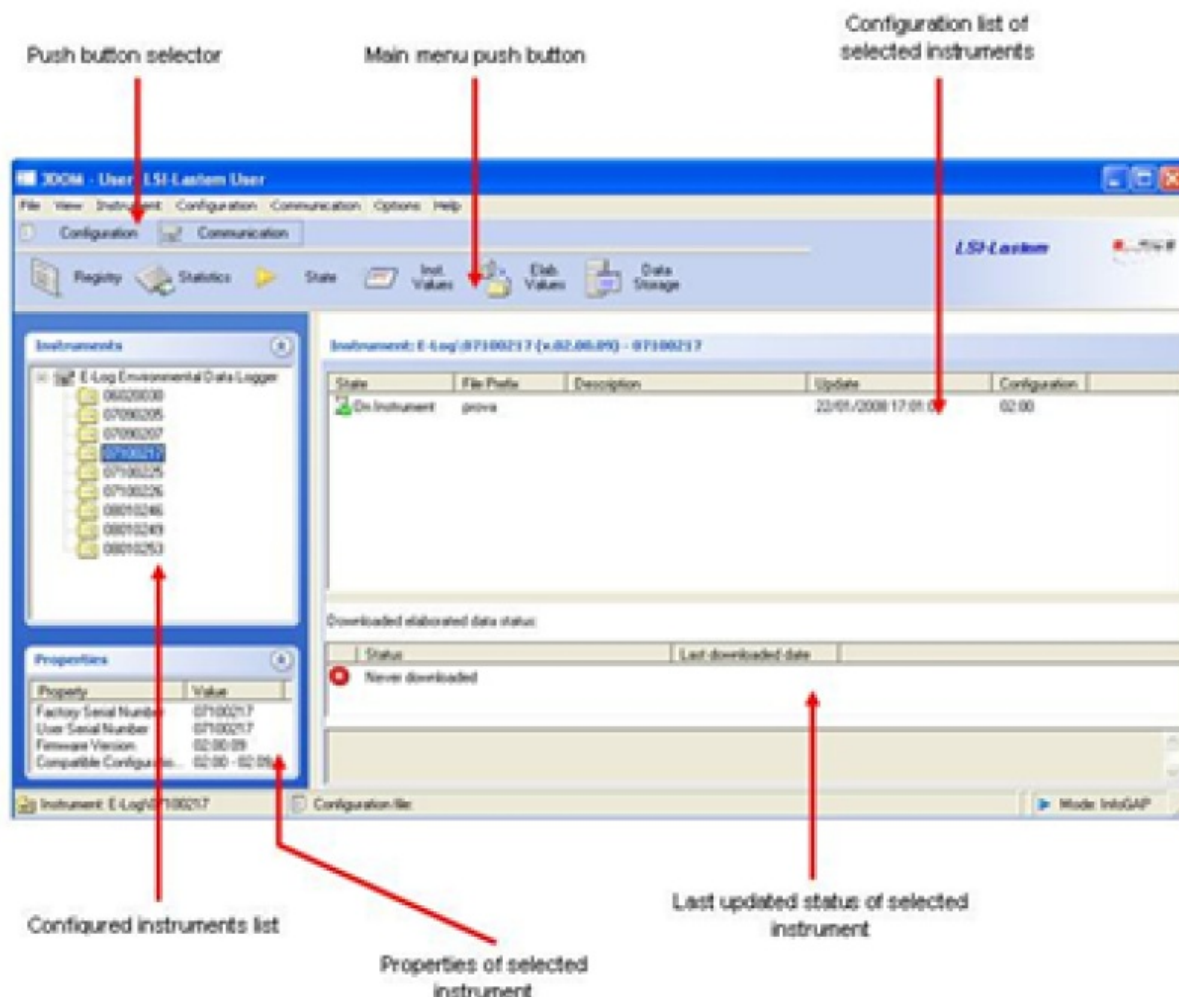 Push button selector
Main menu push button
Configuration list of
selected instruments
3DOM - User: LSI-Lastem User
File View Instrument Configuration Communication Options Help
Configuration Communication
LSI-Lastem
Registry Statistics State Inst. Values Elab. Values Data Storage
Instruments
E-Log Environmental Data Logger
06020030
07090205
07090207
07100217
07100225
07100226
08010246
08010249
08010253
Instrument: E-Log\07100217 (v.02.00.09) - 07100217
State File Prefix Description Update Configuration
On Instrument prova 22/01/2008 17:01:0 02:00
Downloaded elaborated data status:
Status Last downloaded date
Never downloaded
Properties
Property Value
Factory Serial Number 07100217
User Serial Number 07100217
Firmware Version 02.00.09
Compatible Configuratio... 02:00 - 02:09
Instrument: E-Log\07100217
Configuration file:
Mode: InfoGAP
Configured instruments list
Properties of selected
instrument
Last updated status of selected
instrument